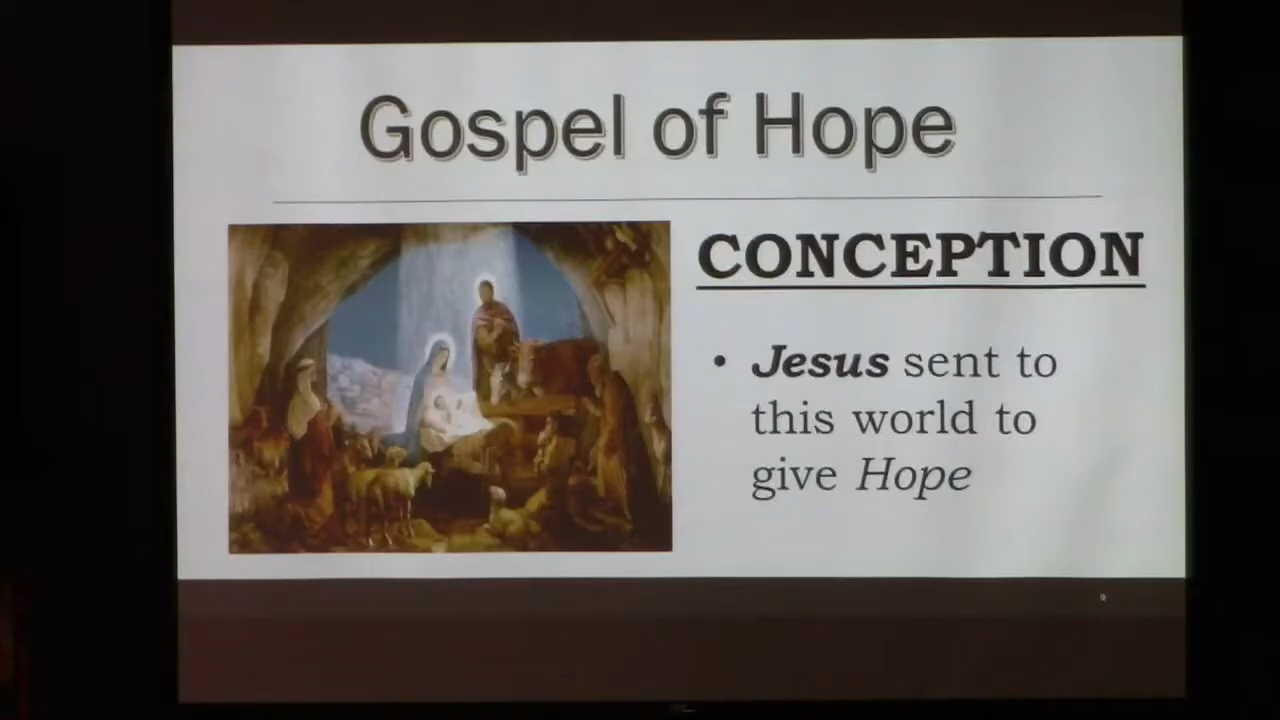 Gospel of Hope
CONCEPTION
• Jesus sent to
this world to
give Hope